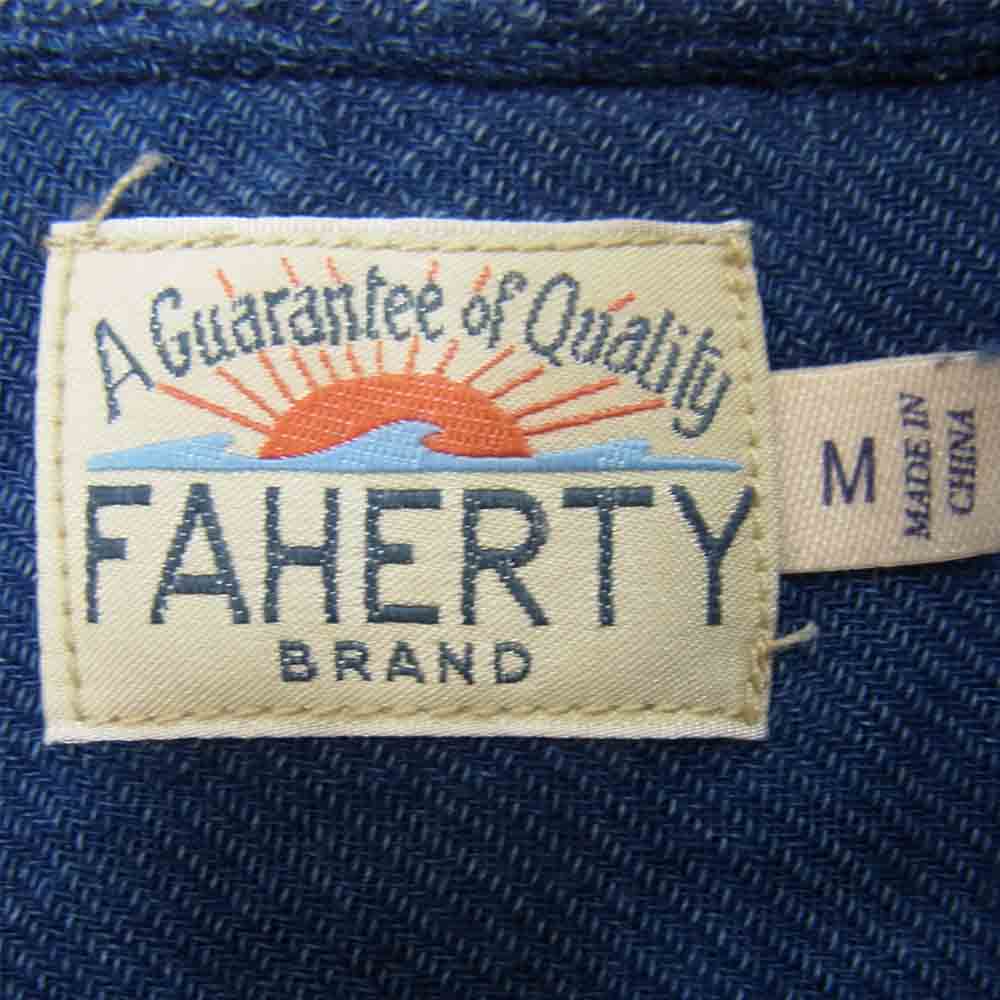 A Guarantee of Quality
FAHERTY
BRAND
M
MADE IN
CHINA